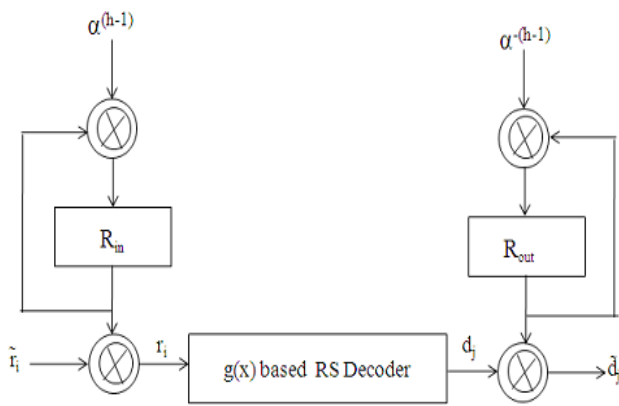 α^(h-1)
α^-(h-1)
R_in
R_out
r̃_i
r_i
g(x) based RS Decoder
d_j
d̃_j